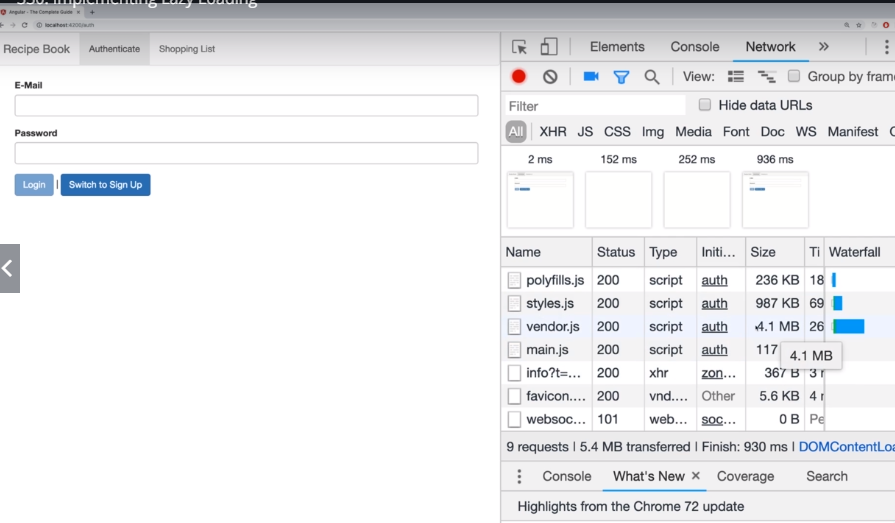 330. Implementing Lazy Loading
Angular - The Complete Guide
localhost:4200/auth
Recipe Book Authenticate Shopping List
E-Mail
Password
Login | Switch to Sign Up
Elements Console Network »
View: Group by fram
Filter Hide data URLs
All XHR JS CSS Img Media Font Doc WS Manifest
2 ms 152 ms 252 ms 936 ms
Name Status Type Initi... Size Ti Waterfall
polyfills.js 200 script auth 236 KB 18
styles.js 200 script auth 987 KB 69
vendor.js 200 script auth 4.1 MB 26
main.js 200 script auth 117
4.1 MB
info?t=... 200 xhr zon... 367 B 3
favicon.... 200 vnd.... Other 5.6 KB 4
websoc... 101 web... soc... 0 B Pe
9 requests | 5.4 MB transferred | Finish: 930 ms | DOMContentLoa
Console What's New × Coverage Search
Highlights from the Chrome 72 update